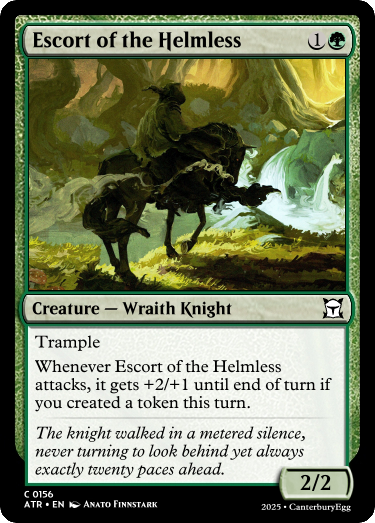 Escort of the Helmless 1
Creature — Wraith Knight
Trample
Whenever Escort of the Helmless
attacks, it gets +2/+1 until end of turn if
you created a token this turn.
The knight walked in a metered silence,
never turning to look behind yet always
exactly twenty paces ahead.
2/2
C 0156
ATR • EN Anato Finnstark
2025 • CanterburyEgg